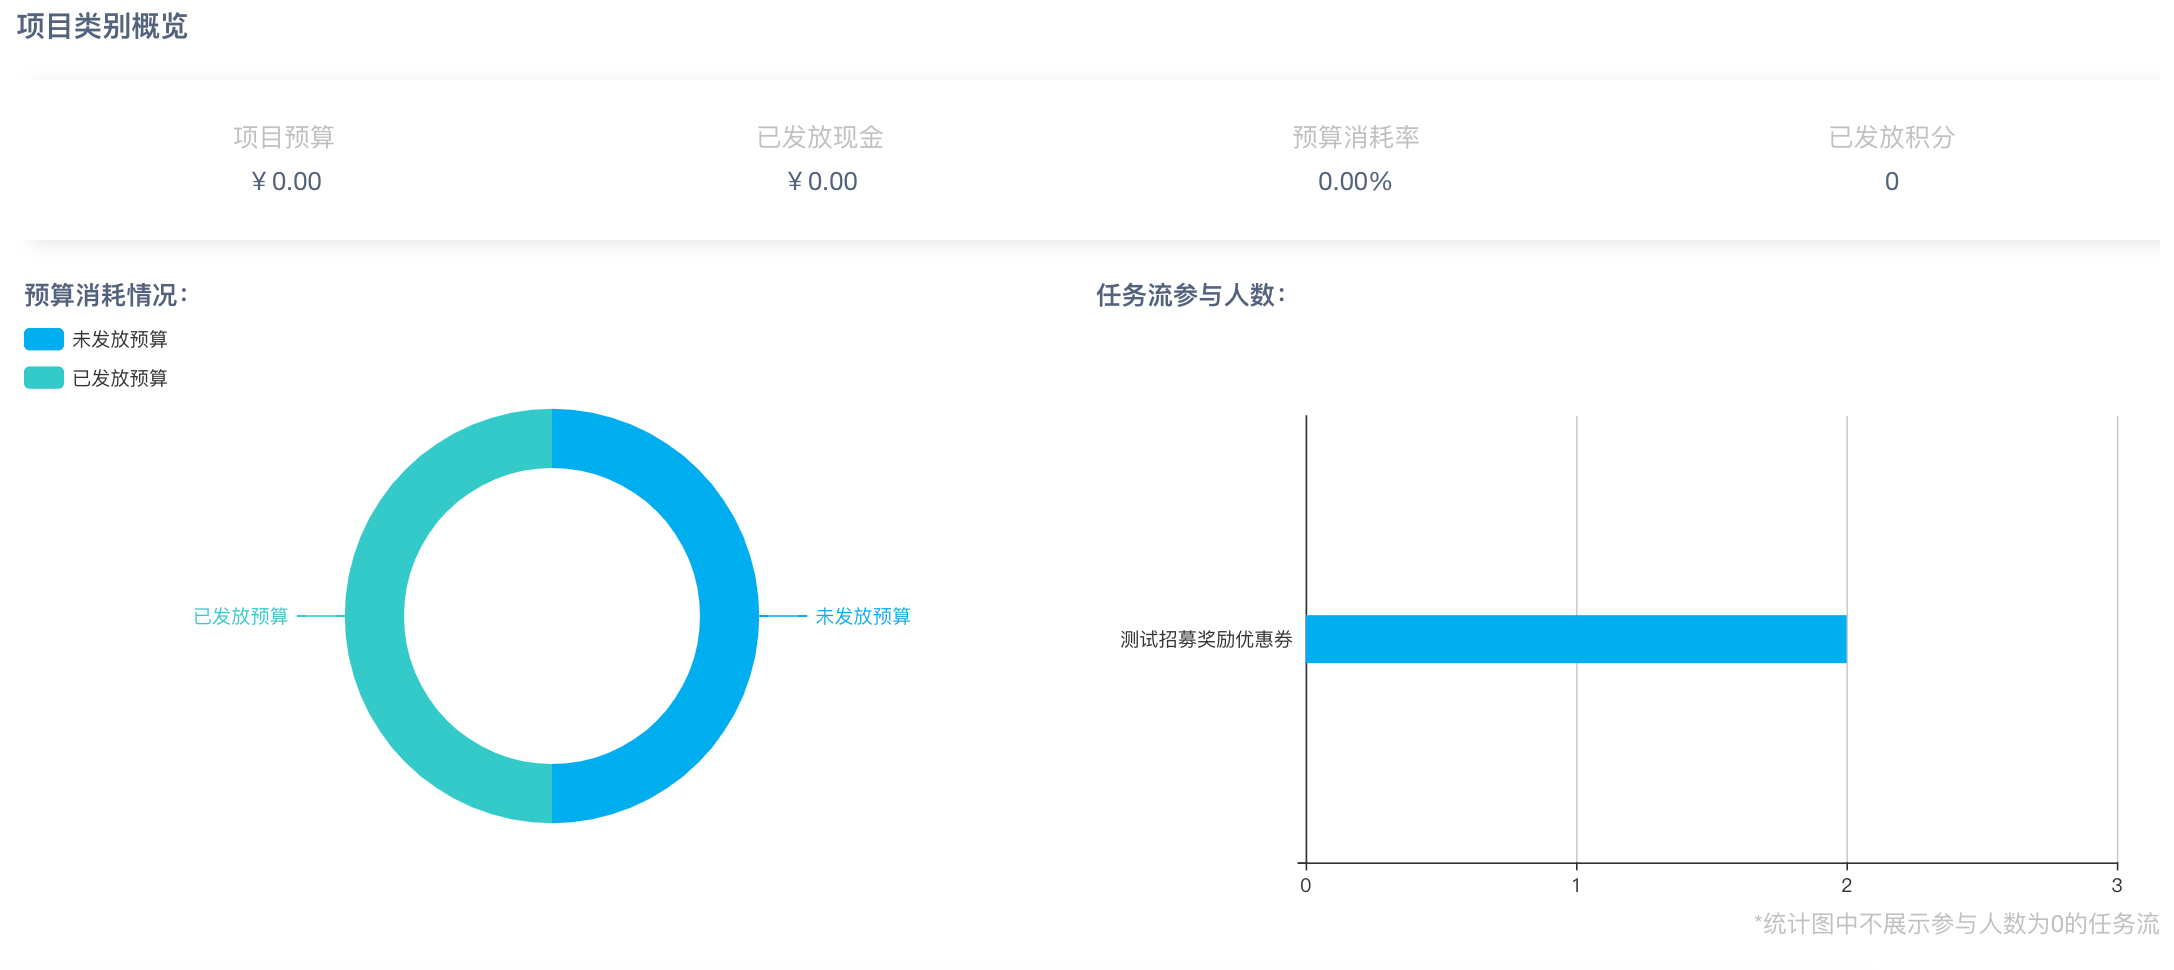 项目类别概览
项目预算
¥ 0.00
已发放现金
¥ 0.00
预算消耗率
0.00%
已发放积分
0
预算消耗情况：
未发放预算
已发放预算
已发放预算
未发放预算
任务流参与人数：
测试招募奖励优惠券
0 1 2 3
*统计图中不展示参与人数为0的任务流